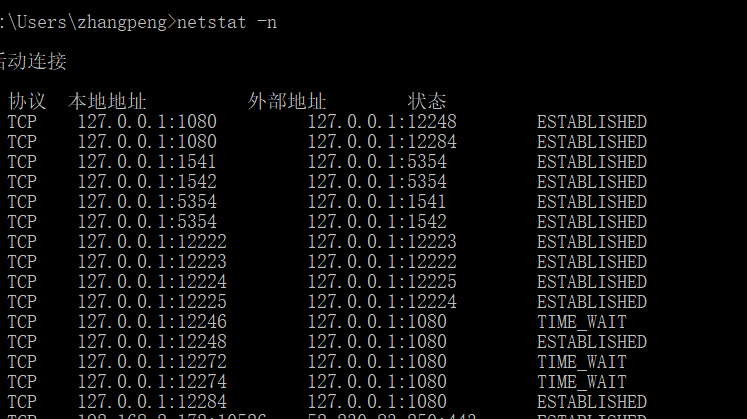 :\Users\zhangpeng>netstat -n
活动连接
协议 本地地址 外部地址 状态
TCP 127.0.0.1:1080 127.0.0.1:12248 ESTABLISHED
TCP 127.0.0.1:1080 127.0.0.1:12284 ESTABLISHED
TCP 127.0.0.1:1541 127.0.0.1:5354 ESTABLISHED
TCP 127.0.0.1:1542 127.0.0.1:5354 ESTABLISHED
TCP 127.0.0.1:5354 127.0.0.1:1541 ESTABLISHED
TCP 127.0.0.1:5354 127.0.0.1:1542 ESTABLISHED
TCP 127.0.0.1:12222 127.0.0.1:12223 ESTABLISHED
TCP 127.0.0.1:12223 127.0.0.1:12222 ESTABLISHED
TCP 127.0.0.1:12224 127.0.0.1:12225 ESTABLISHED
TCP 127.0.0.1:12225 127.0.0.1:12224 ESTABLISHED
TCP 127.0.0.1:12246 127.0.0.1:1080 TIME_WAIT
TCP 127.0.0.1:12248 127.0.0.1:1080 ESTABLISHED
TCP 127.0.0.1:12272 127.0.0.1:1080 TIME_WAIT
TCP 127.0.0.1:12274 127.0.0.1:1080 TIME_WAIT
TCP 127.0.0.1:12284 127.0.0.1:1080 ESTABLISHED
TCP ESTABLISHED